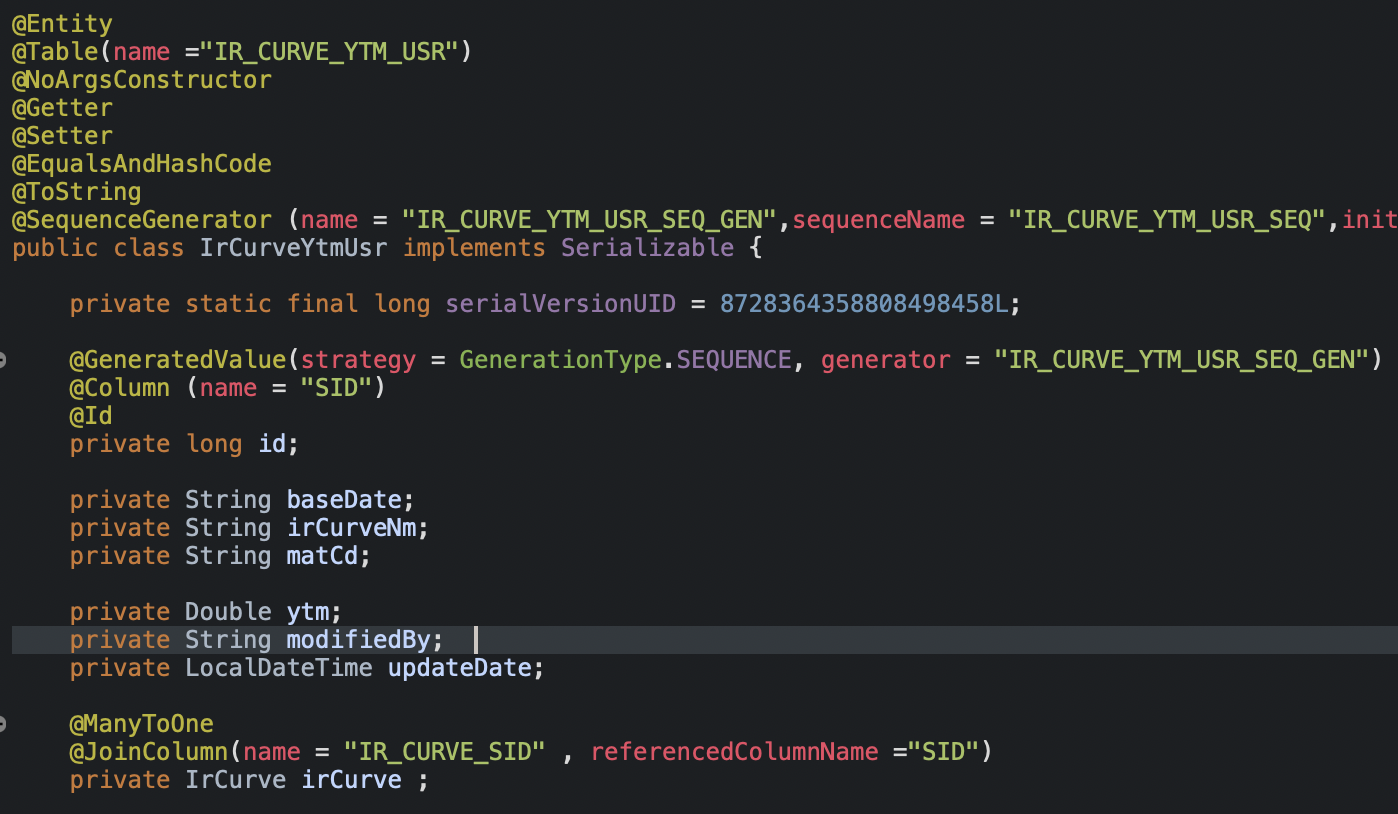 @Entity
@Table(name ="IR_CURVE_YTM_USR")
@NoArgsConstructor
@Getter
@Setter
@EqualsAndHashCode
@ToString
@SequenceGenerator (name = "IR_CURVE_YTM_USR_SEQ_GEN",sequenceName = "IR_CURVE_YTM_USR_SEQ",init
public class IrCurveYtmUsr implements Serializable {
private static final long serialVersionUID = 8728364358808498458L;
@GeneratedValue(strategy = GenerationType.SEQUENCE, generator = "IR_CURVE_YTM_USR_SEQ_GEN")
@Column (name = "SID")
@Id
private long id;
private String baseDate;
private String irCurveNm;
private String matCd;
private Double ytm;
private String modifiedBy;
private LocalDateTime updateDate;
@ManyToOne
@JoinColumn(name = "IR_CURVE_SID" , referencedColumnName ="SID")
private IrCurve irCurve ;